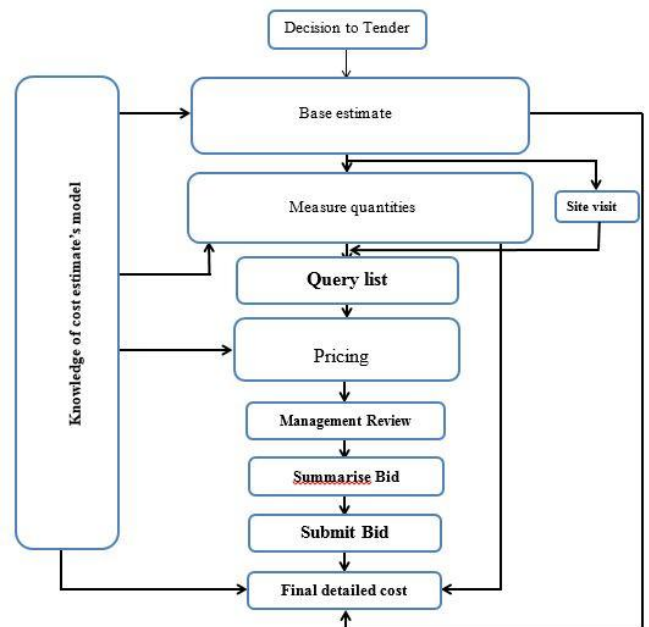 Decision to Tender
Base estimate
Measure quantities
Site visit
Knowledge of cost estimate's model
Query list
Pricing
Management Review
Summarise Bid
Submit Bid
Final detailed cost